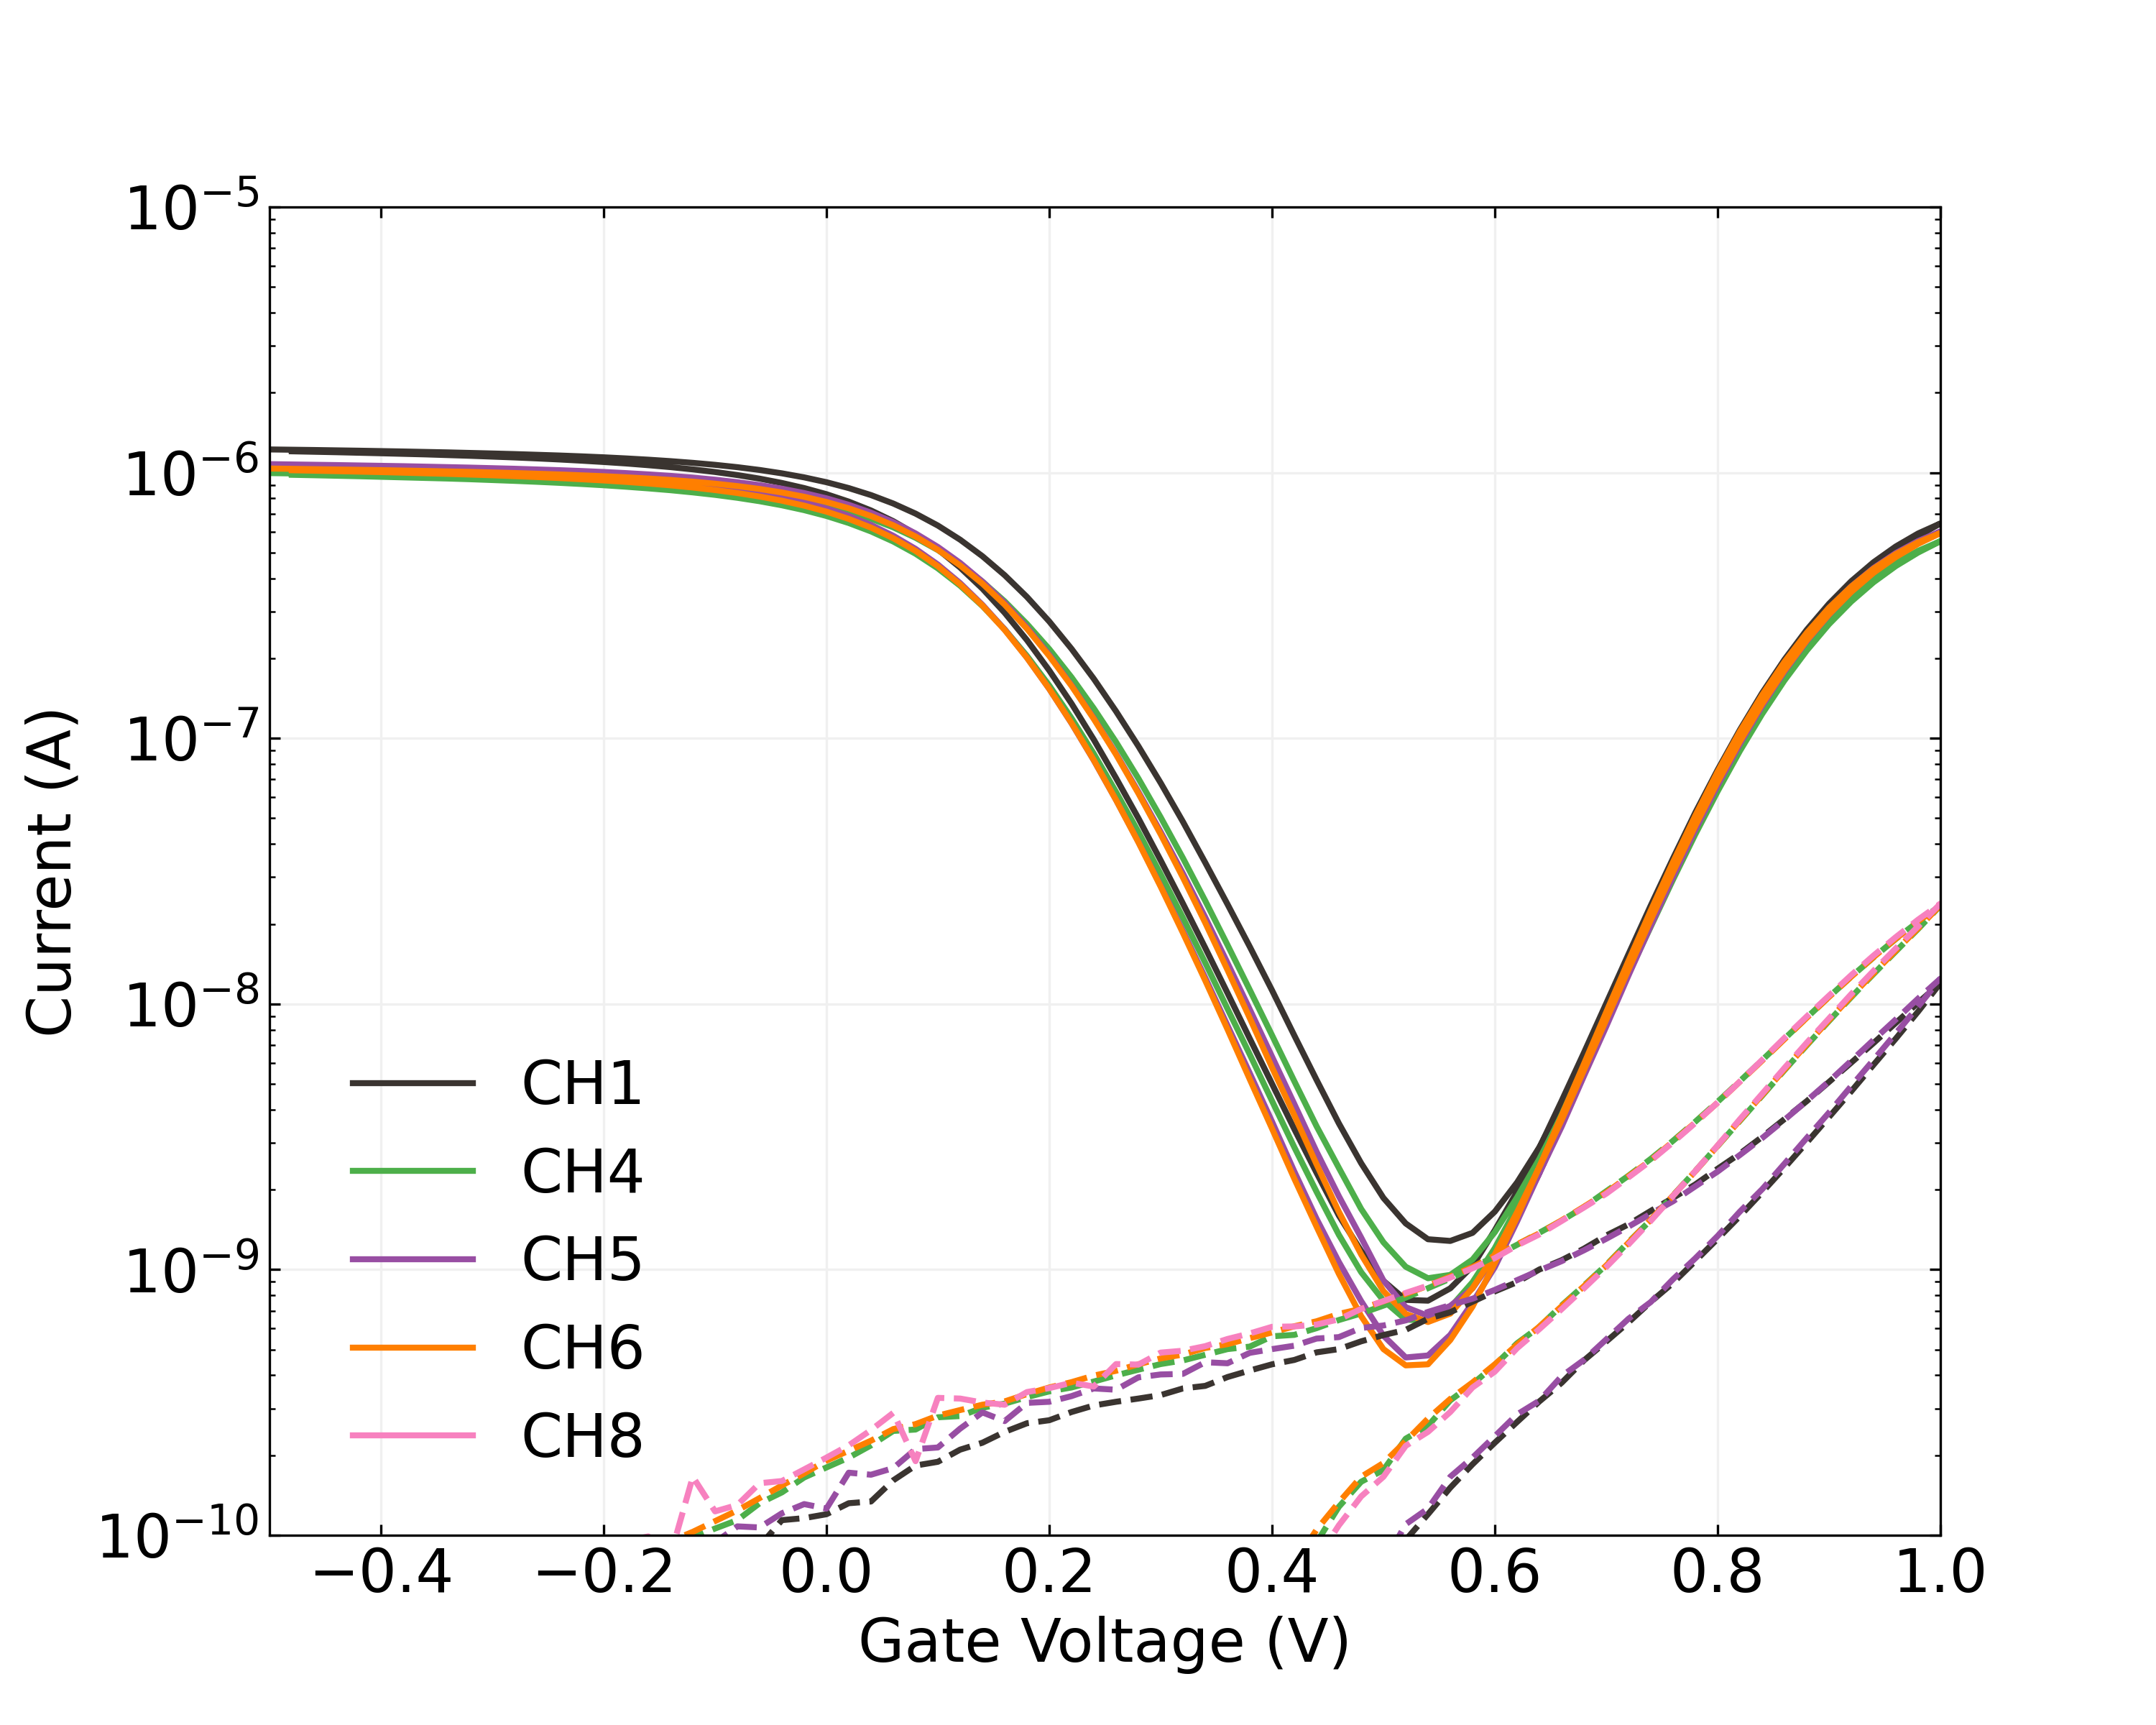 10⁻⁵
10⁻⁶
10⁻⁷
10⁻⁸
10⁻⁹
10⁻¹⁰
Current (A)
CH1
CH4
CH5
CH6
CH8
−0.4 −0.2 0.0 0.2 0.4 0.6 0.8 1.0
Gate Voltage (V)